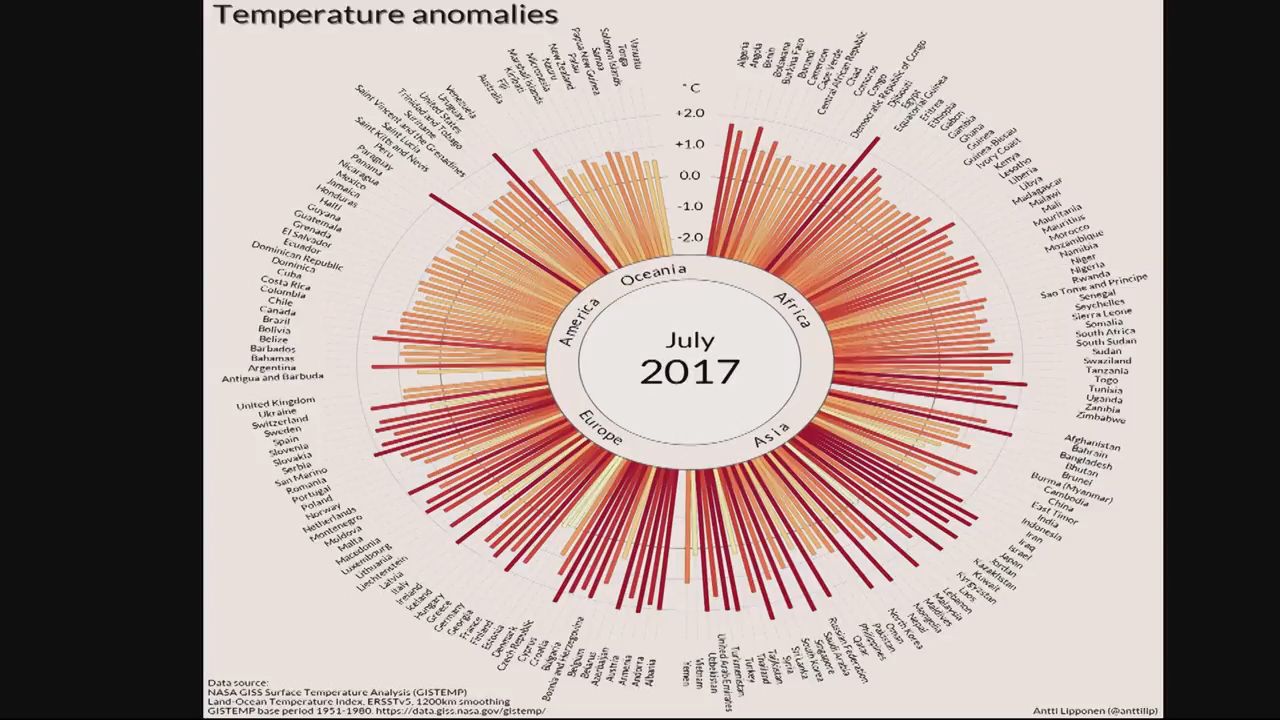 Temperature anomalies
°C
+2.0
+1.0
0.0
-1.0
-2.0
July
2017
Africa
Asia
Europe
America
Oceania
Algeria
Angola
Benin
Botswana
Burkina Faso
Burundi
Cameroon
Cape Verde
Central African Republic
Chad
Comoros
Congo
Democratic Republic of Congo
Djibouti
Egypt
Equatorial Guinea
Eritrea
Ethiopia
Gabon
Gambia
Ghana
Guinea
Guinea-Bissau
Ivory Coast
Kenya
Lesotho
Liberia
Libya
Madagascar
Malawi
Mali
Mauritania
Mauritius
Morocco
Mozambique
Namibia
Niger
Nigeria
Rwanda
Sao Tome and Principe
Senegal
Seychelles
Sierra Leone
Somalia
South Africa
South Sudan
Sudan
Swaziland
Tanzania
Togo
Tunisia
Uganda
Zambia
Zimbabwe
Afghanistan
Bahrain
Bangladesh
Bhutan
Brunei
Burma (Myanmar)
Cambodia
China
East Timor
India
Indonesia
Iran
Iraq
Israel
Japan
Jordan
Kazakhstan
Kuwait
Kyrgyzstan
Laos
Lebanon
Malaysia
Maldives
Mongolia
Nepal
North Korea
Oman
Pakistan
Philippines
Qatar
Russian Federation
Saudi Arabia
Singapore
South Korea
Sri Lanka
Syria
Tajikistan
Thailand
Turkey
Turkmenistan
United Arab Emirates
Uzbekistan
Vietnam
Yemen
Albania
Andorra
Armenia
Austria
Azerbaijan
Belarus
Belgium
Bosnia and Herzegovina
Bulgaria
Croatia
Cyprus
Czech Republic
Denmark
Estonia
Finland
France
Georgia
Germany
Greece
Hungary
Iceland
Ireland
Italy
Latvia
Liechtenstein
Lithuania
Luxembourg
Macedonia
Malta
Moldova
Montenegro
Netherlands
Norway
Poland
Portugal
Romania
San Marino
Serbia
Slovakia
Slovenia
Spain
Sweden
Switzerland
Ukraine
United Kingdom
Antigua and Barbuda
Argentina
Bahamas
Barbados
Belize
Bolivia
Brazil
Canada
Chile
Colombia
Costa Rica
Cuba
Dominica
Dominican Republic
Ecuador
El Salvador
Grenada
Guatemala
Guyana
Haiti
Honduras
Jamaica
Mexico
Nicaragua
Panama
Paraguay
Peru
Saint Kitts and Nevis
Saint Lucia
Saint Vincent and the Grenadines
Suriname
Trinidad and Tobago
United States
Uruguay
Venezuela
Australia
Fiji
Kiribati
Marshall Islands
Micronesia
Nauru
New Zealand
Palau
Papua New Guinea
Samoa
Solomon Islands
Tonga
Vanuatu
Data source:
NASA GISS Surface Temperature Analysis (GISTEMP)
Land-Ocean Temperature Index, ERSSTv5, 1200km smoothing
GISTEMP base period 1951-1980. https://data.giss.nasa.gov/gistemp/
Antti Lipponen (@anttilip)